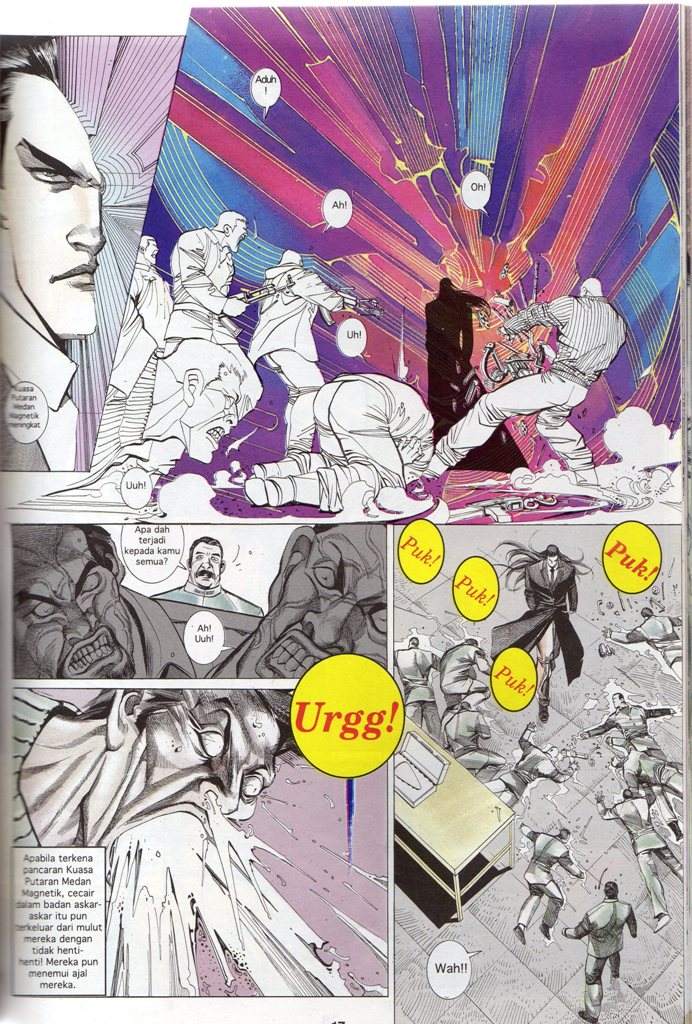 Aduh
!
Ah!
Oh!
Uh!
Kuasa
Putaran
Medan
Magnetik
meningkat
Uuh!
Apa dah
terjadi
kepada kamu
semua?
Ah!
Uuh!
Puk!
Puk!
Puk!
Puk!
Urgg!
Apabila terkena
pancaran Kuasa
Putaran Medan
Magnetik, cecair
dalam badan askar-
askar itu pun
terkeluar dari mulut
mereka dengan
tidak henti-
henti! Mereka pun
menemui ajal
mereka.
Wah!!
17